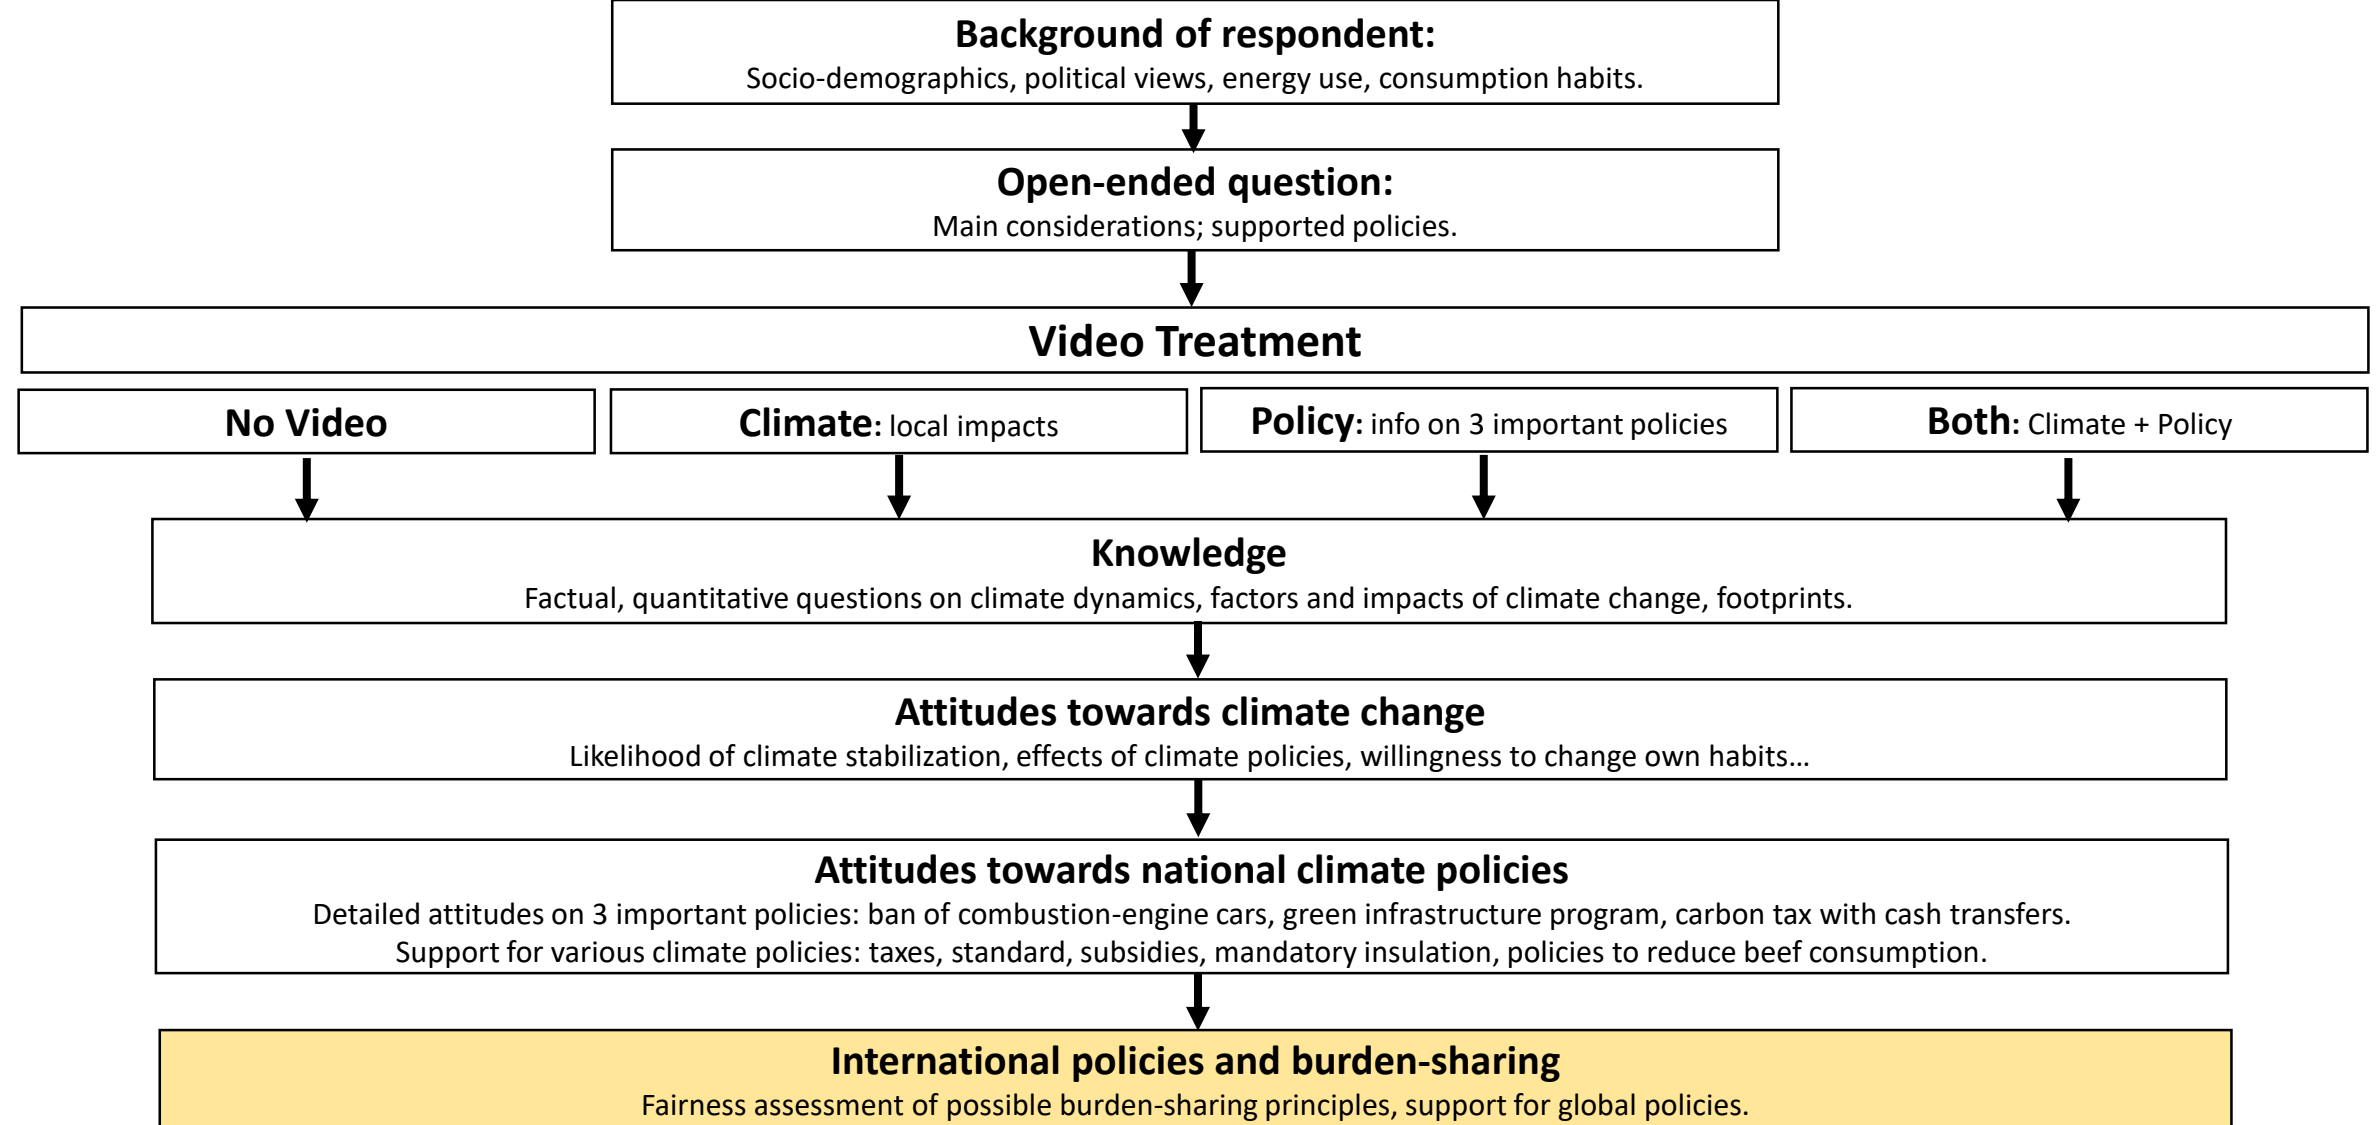 Background of respondent:
Socio-demographics, political views, energy use, consumption habits.
Open-ended question:
Main considerations; supported policies.
Video Treatment
No Video
Climate: local impacts
Policy: info on 3 important policies
Both: Climate + Policy
Knowledge
Factual, quantitative questions on climate dynamics, factors and impacts of climate change, footprints.
Attitudes towards climate change
Likelihood of climate stabilization, effects of climate policies, willingness to change own habits…
Attitudes towards national climate policies
Detailed attitudes on 3 important policies: ban of combustion-engine cars, green infrastructure program, carbon tax with cash transfers.
Support for various climate policies: taxes, standard, subsidies, mandatory insulation, policies to reduce beef consumption.
International policies and burden-sharing
Fairness assessment of possible burden-sharing principles, support for global policies.